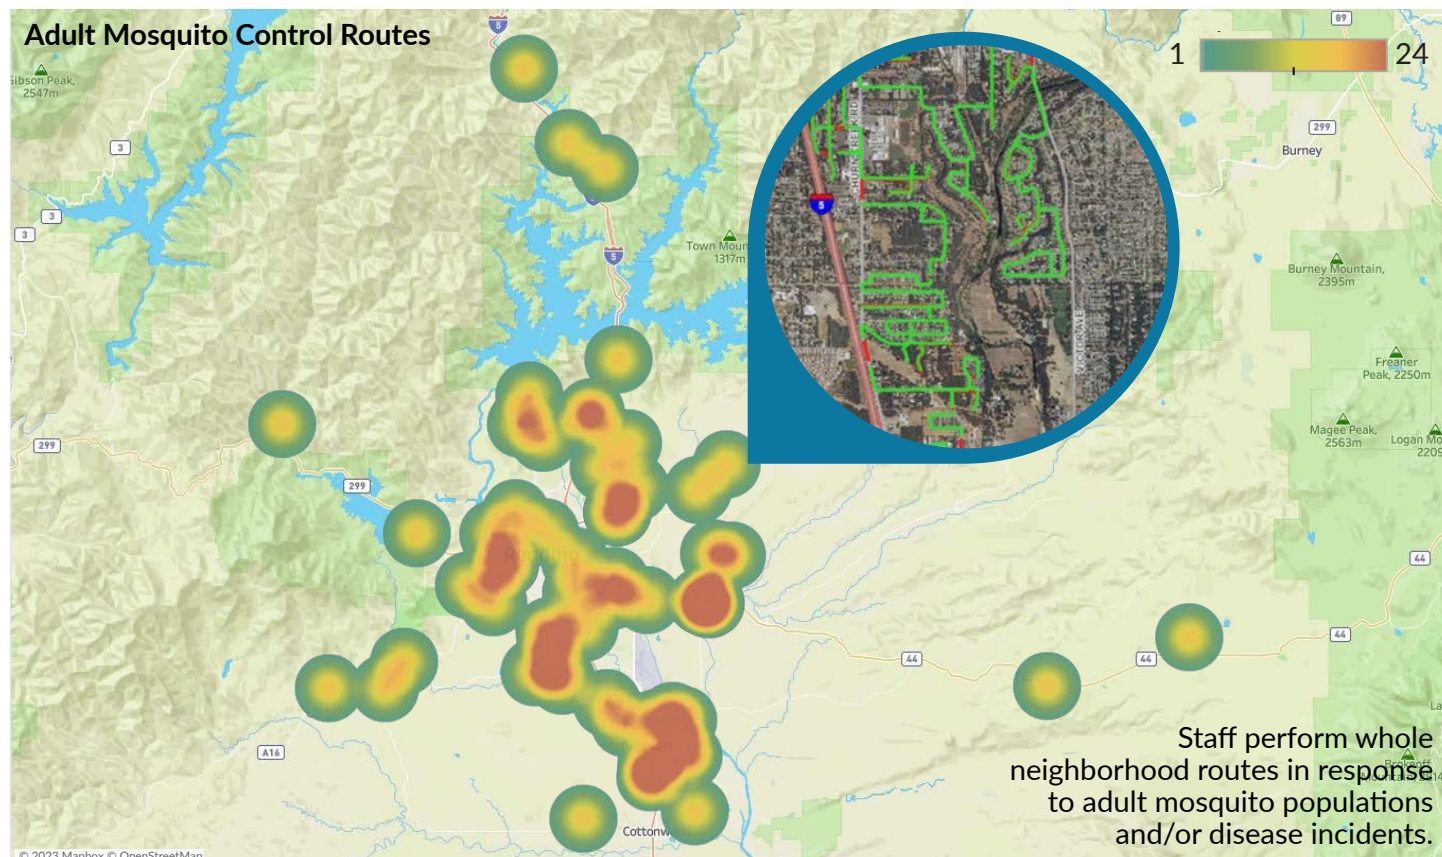 Adult Mosquito Control Routes
5
89
1
24
Gibson Peak,
2547m
3
299
Burney
CHURN CREEK RD
5
3
3
5
Town Moun
1317m
Burney Mountain,
2395m
VICTOR AVE
Freaner
Peak, 2250m
Magee Peak,
2563m
Logan Mo
2209
299
299
Redding
44
44
44
44
A16
Staff perform whole
neighborhood routes in response
to adult mosquito populations
and/or disease incidents.
Cottonw
© 2023 Mapbox © OpenStreetMap